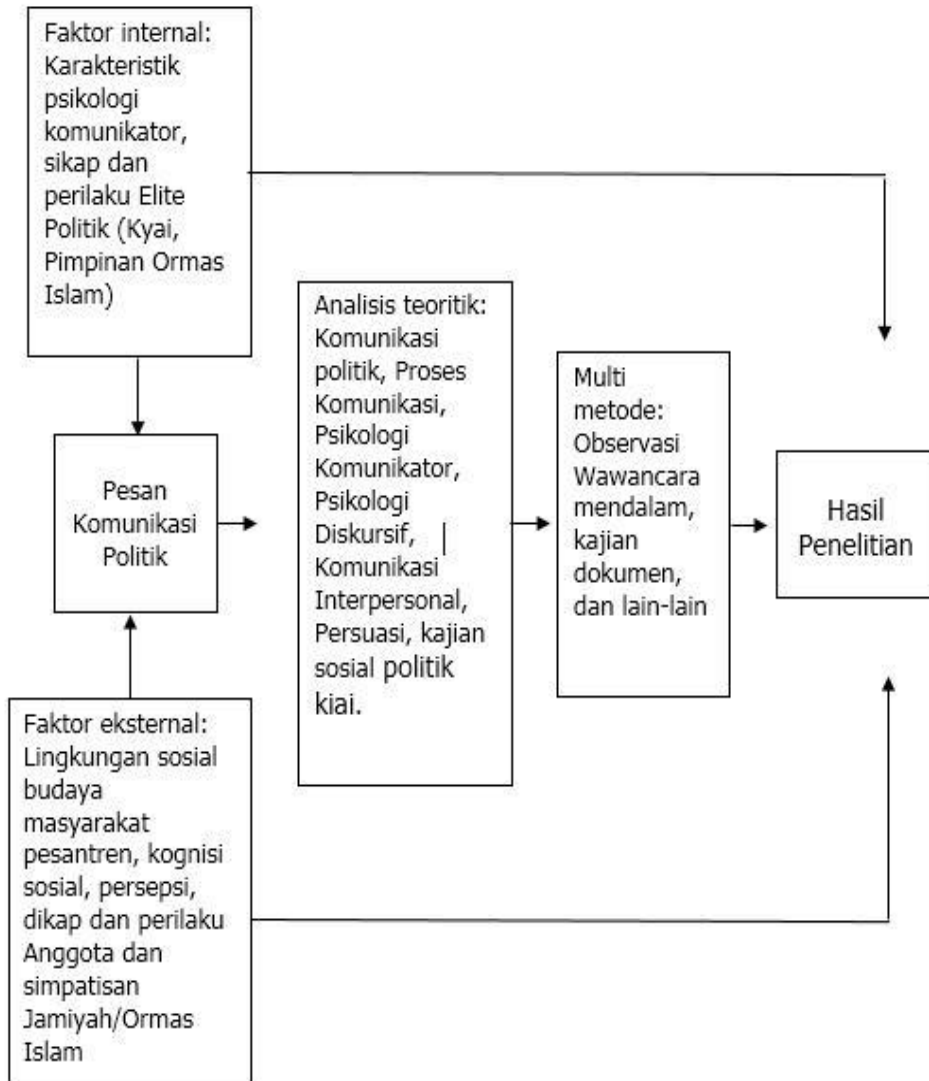 Faktor internal:
Karakteristik
psikologi
komunikator,
sikap dan
perilaku Elite
Politik (Kyai,
Pimpinan Ormas
Islam)
Pesan
Komunikasi
Politik
Faktor eksternal:
Lingkungan sosial
budaya
masyarakat
pesantren, kognisi
sosial, persepsi,
dikap dan perilaku
Anggota dan
simpatisan
Jamiyah/Ormas
Islam
Analisis teoritik:
Komunikasi
politik, Proses
Komunikasi,
Psikologi
Komunikator,
Psikologi
Diskursif,
Komunikasi
Interpersonal,
Persuasi, kajian
sosial politik
kiai.
Multi
metode:
Observasi
Wawancara
mendalam,
kajian
dokumen,
dan lain-lain
Hasil
Penelitian